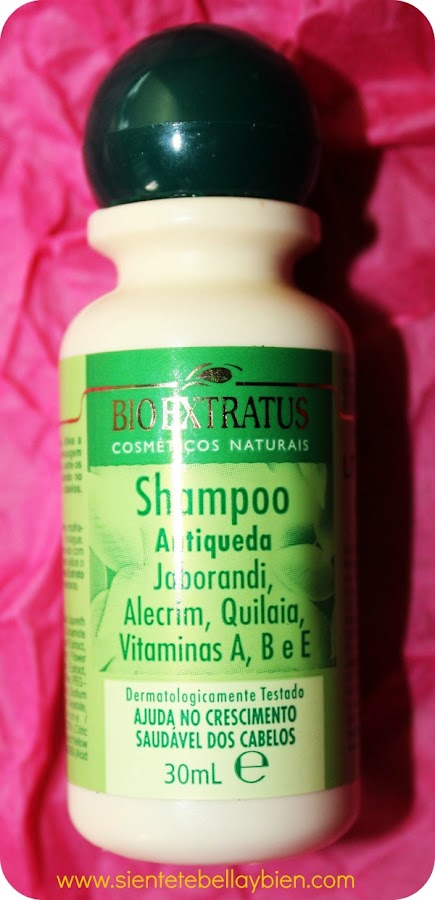 BIO EXTRATUS
COSMÉTICOS NATURAIS
Shampoo
Antiqueda
Jaborandi,
Alecrim, Quilaia,
Vitaminas A, B e E
Dermatologicamente Testado
AJUDA NO CRESCIMENTO
SAUDÁVEL DOS CABELOS
30mL e
www.sientetebellaybien.com